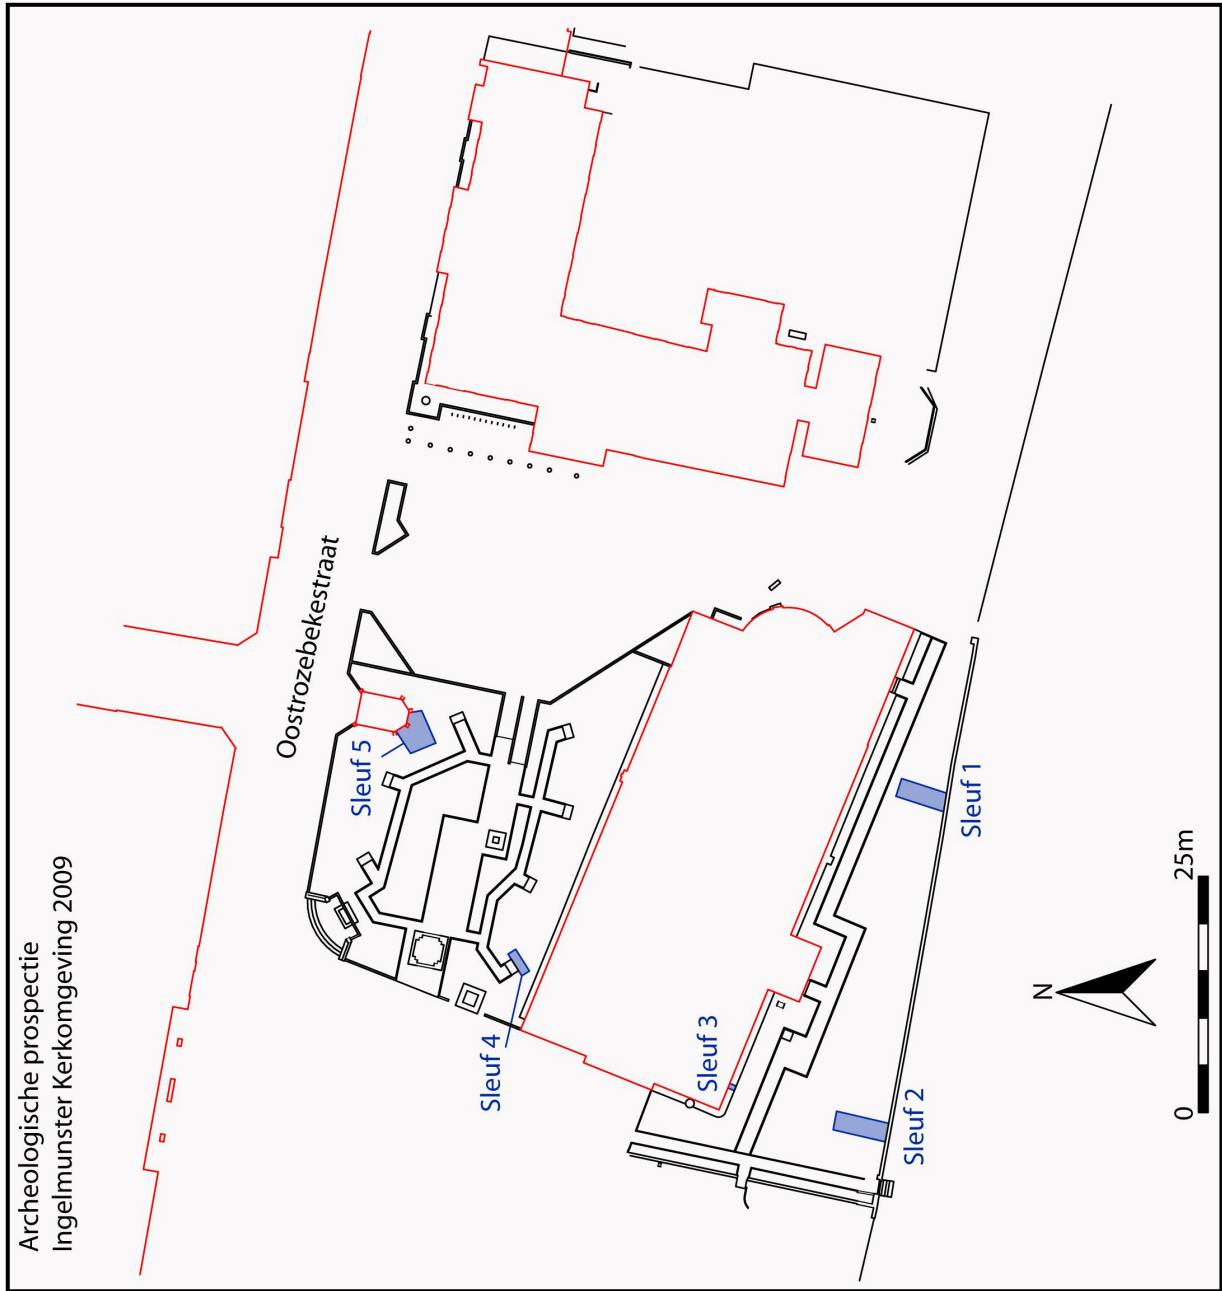 Archeologische prospectie
Ingelmunster Kerkomgeving 2009
Oostrozebekestraat
Sleuf 5
Sleuf 4
Sleuf 3
Sleuf 2
Sleuf 1
N
0
25m